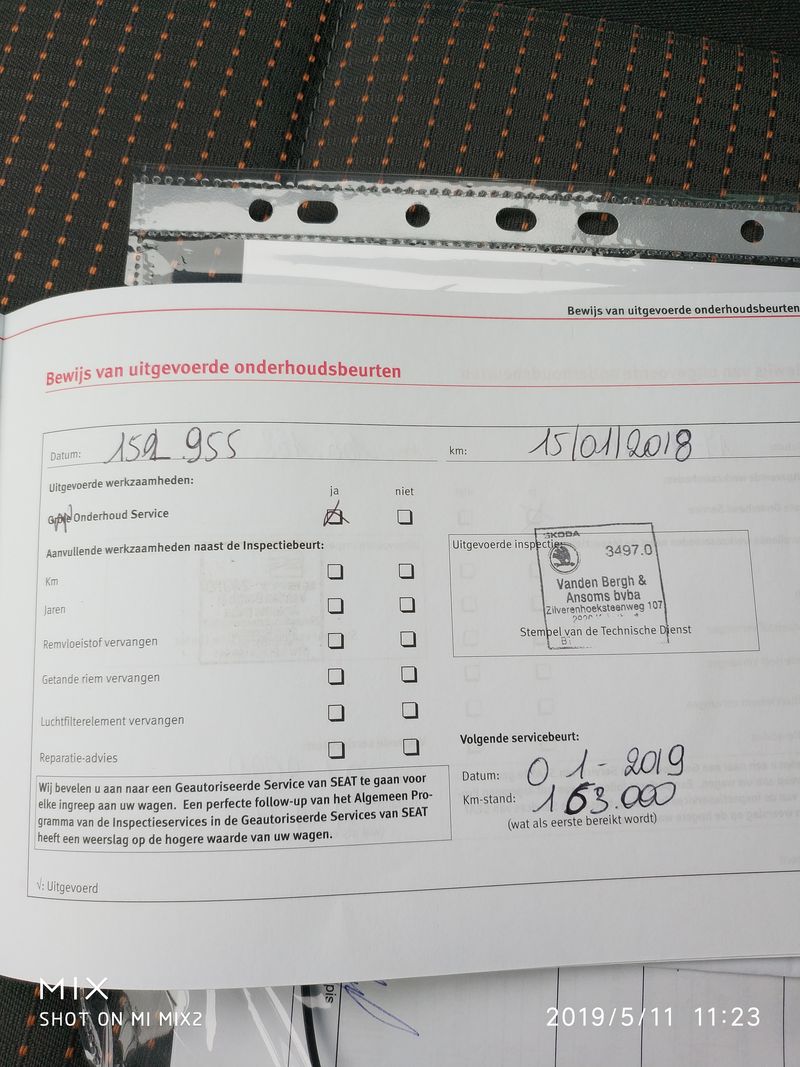 Bewijs van uitgevoerde onderhoudsbeurten
Bewijs van uitgevoerde onderhoudsbeurten
Datum: 152.955 km: 15/01/2018
Uitgevoerde werkzaamheden:
ja niet
Onderhoud Service
Aanvullende werkzaamheden naast de Inspectiebeurt:
Km
Jaren
Remvloeistof vervangen
Getande riem vervangen
Luchtfilterelement vervangen
Reparatie-advies
Uitgevoerde inspectie:
SKODA
3497.0
Vanden Bergh &
Ansoms bvba
Zilverenhoeksteenweg 107
Stempel van de Technische Dienst
Volgende servicebeurt:
Datum: 01-2019
Km-stand: 163.000
(wat als eerste bereikt wordt)
Wij bevelen u aan naar een Geautoriseerde Service van SEAT te gaan voor
elke ingreep aan uw wagen. Een perfecte follow-up van het Algemeen Pro-
gramma van de Inspectieservices in de Geautoriseerde Services van SEAT
heeft een weerslag op de hogere waarde van uw wagen.
√: Uitgevoerd
MIX
SHOT ON MI MIX2
2019/5/11 11:23